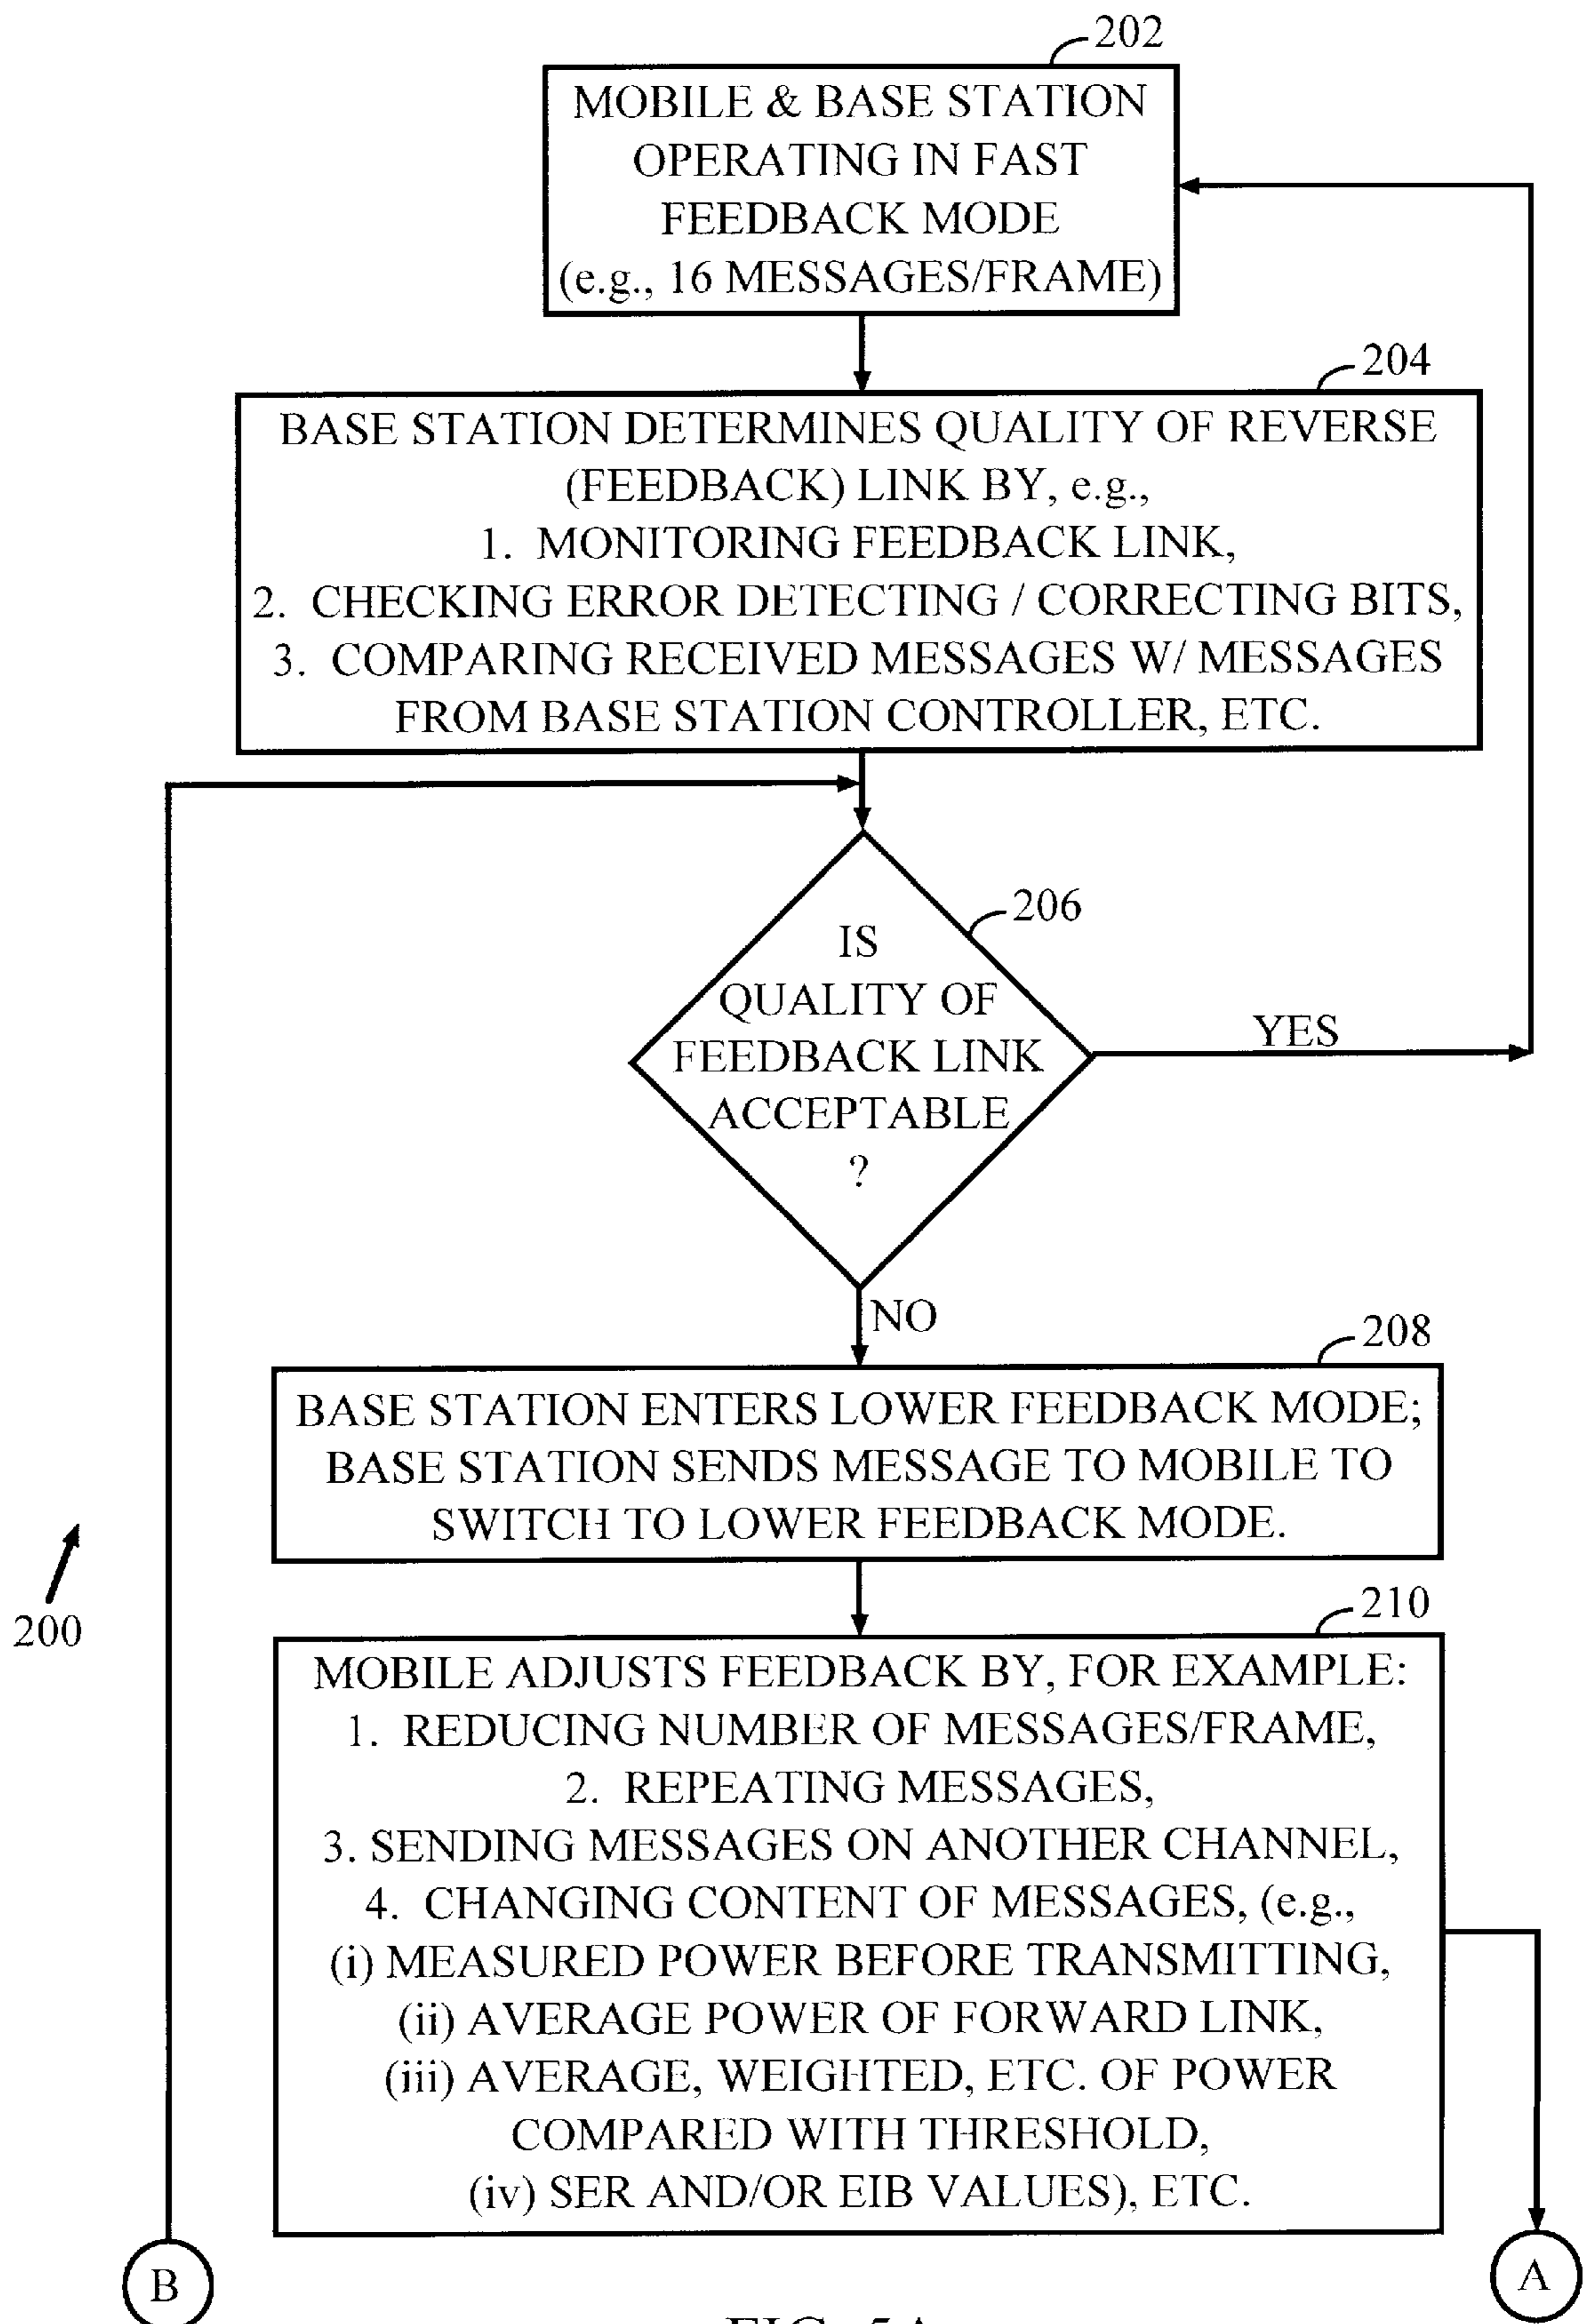 202
MOBILE & BASE STATION
OPERATING IN FAST
FEEDBACK MODE
(e.g., 16 MESSAGES/FRAME)
204
BASE STATION DETERMINES QUALITY OF REVERSE
(FEEDBACK) LINK BY, e.g.,
1. MONITORING FEEDBACK LINK,
2. CHECKING ERROR DETECTING / CORRECTING BITS,
3. COMPARING RECEIVED MESSAGES W/ MESSAGES
FROM BASE STATION CONTROLLER, ETC.
206
IS
QUALITY OF
FEEDBACK LINK
ACCEPTABLE
?
YES
NO
208
BASE STATION ENTERS LOWER FEEDBACK MODE;
BASE STATION SENDS MESSAGE TO MOBILE TO
SWITCH TO LOWER FEEDBACK MODE.
200
210
MOBILE ADJUSTS FEEDBACK BY, FOR EXAMPLE:
1. REDUCING NUMBER OF MESSAGES/FRAME,
2. REPEATING MESSAGES,
3. SENDING MESSAGES ON ANOTHER CHANNEL,
4. CHANGING CONTENT OF MESSAGES, (e.g.,
(i) MEASURED POWER BEFORE TRANSMITTING,
(ii) AVERAGE POWER OF FORWARD LINK,
(iii) AVERAGE, WEIGHTED, ETC. OF POWER
COMPARED WITH THRESHOLD,
(iv) SER AND/OR EIB VALUES), ETC.
B
A